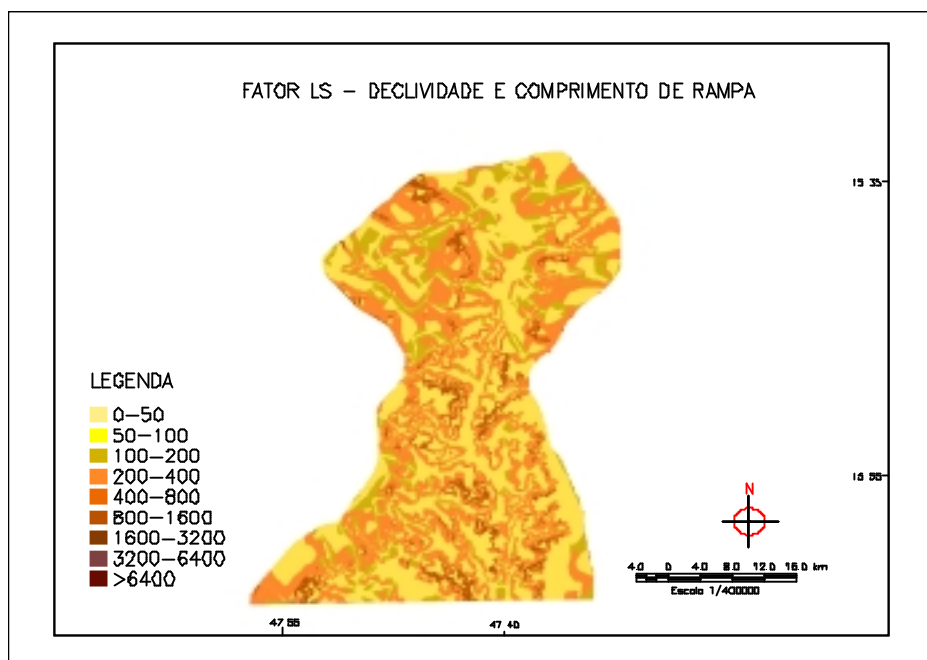 FATOR LS – DECLIVIDADE E COMPRIMENTO DE RAMPA
15 35
LEGENDA
0–50
50–100
100–200
200–400
400–800
800–1600
1600–3200
3200–6400
>6400
15 55
N
4.0 0 4.0 8.0 12.0 16.0 km
Escala 1/400000
47 55
47 40